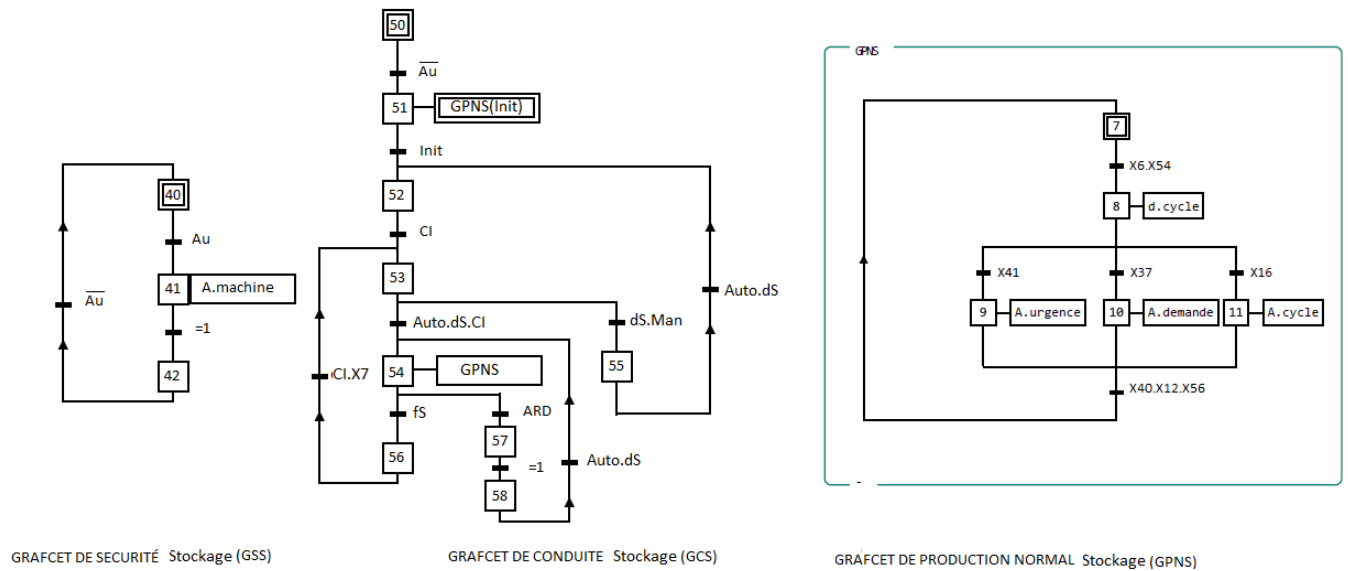 40
Au
41
A.machine
=1
42
Au
GRAFCET DE SECURITÉ Stockage (GSS)
50
Au
51
GPNS(Init)
Init
52
CI
53
Auto.dS.CI
dS.Man
54
GPNS
55
CI.X7
fS
ARD
56
57
=1
58
Auto.dS
Auto.dS
GRAFCET DE CONDUITE Stockage (GCS)
GPNS
7
X6.X54
8
d.cycle
X41
X37
X16
9
A.urgence
10
A.demande
11
A.cycle
X40.X12.X56
GRAFCET DE PRODUCTION NORMAL Stockage (GPNS)